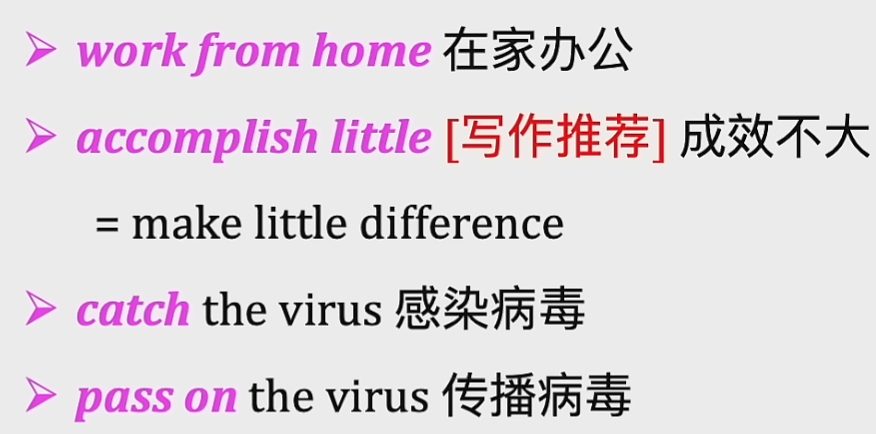 ➢ work from home 在家办公
➢ accomplish little [写作推荐] 成效不大
= make little difference
➢ catch the virus 感染病毒
➢ pass on the virus 传播病毒